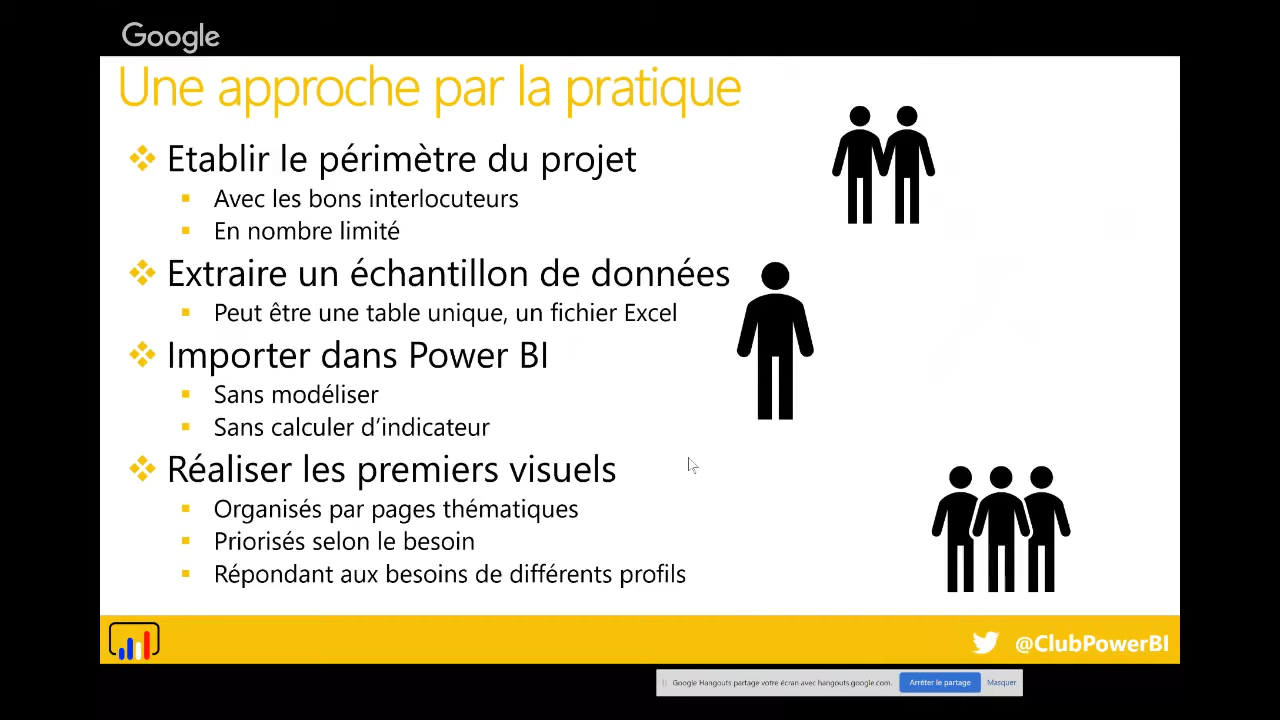 Google
Une approche par la pratique
Etablir le périmètre du projet
Avec les bons interlocuteurs
En nombre limité
Extraire un échantillon de données
Peut être une table unique, un fichier Excel
Importer dans Power BI
Sans modéliser
Sans calculer d’indicateur
Réaliser les premiers visuels
Organisés par pages thématiques
Priorisés selon le besoin
Répondant aux besoins de différents profils
@ClubPowerBI
Google Hangouts partage votre écran avec hangouts.google.com. Arrêter le partage Masquer